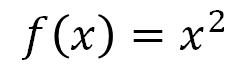 f(x) = x²